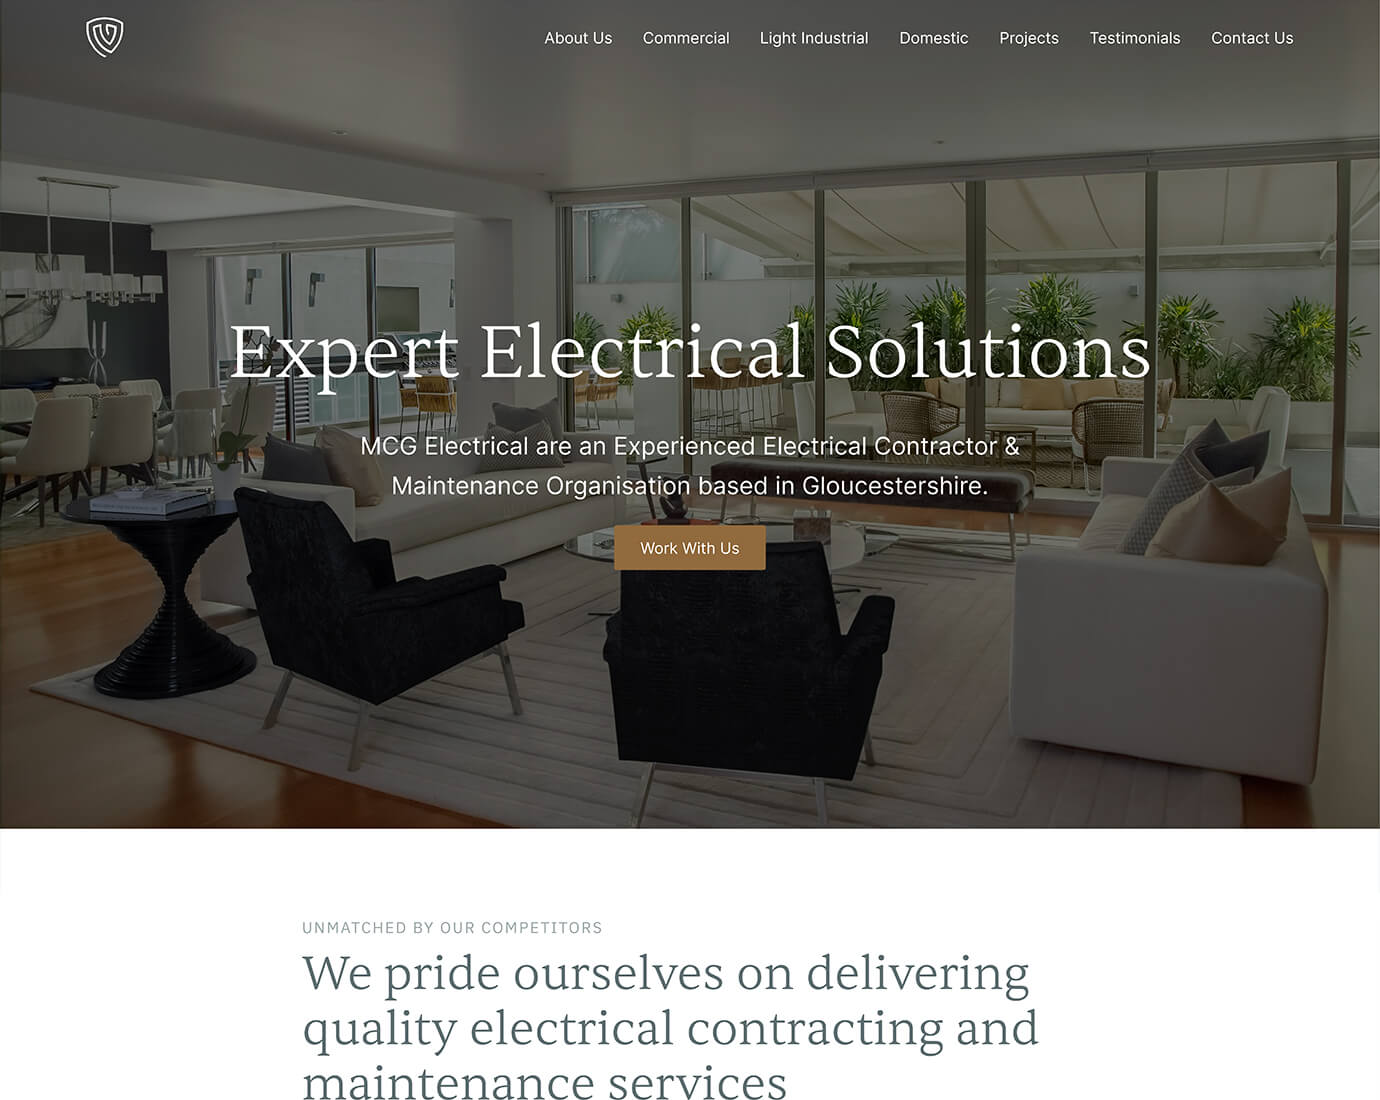 About Us Commercial Light Industrial Domestic Projects Testimonials Contact Us
Expert Electrical Solutions
MCG Electrical are an Experienced Electrical Contractor &
Maintenance Organisation based in Gloucestershire.
Work With Us
UNMATCHED BY OUR COMPETITORS
We pride ourselves on delivering
quality electrical contracting and
maintenance services